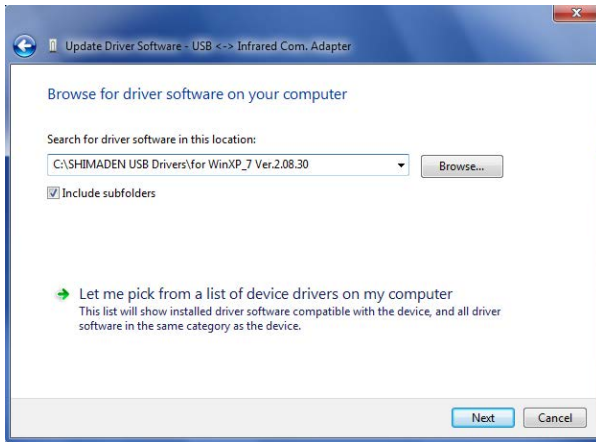 Update Driver Software - USB <-> Infrared Com. Adapter
Browse for driver software on your computer
Search for driver software in this location:
C:\SHIMADEN USB Drivers\for WinXP_7 Ver.2.08.30
Browse...
Include subfolders
Let me pick from a list of device drivers on my computer
This list will show installed driver software compatible with the device, and all driver
software in the same category as the device.
Next
Cancel